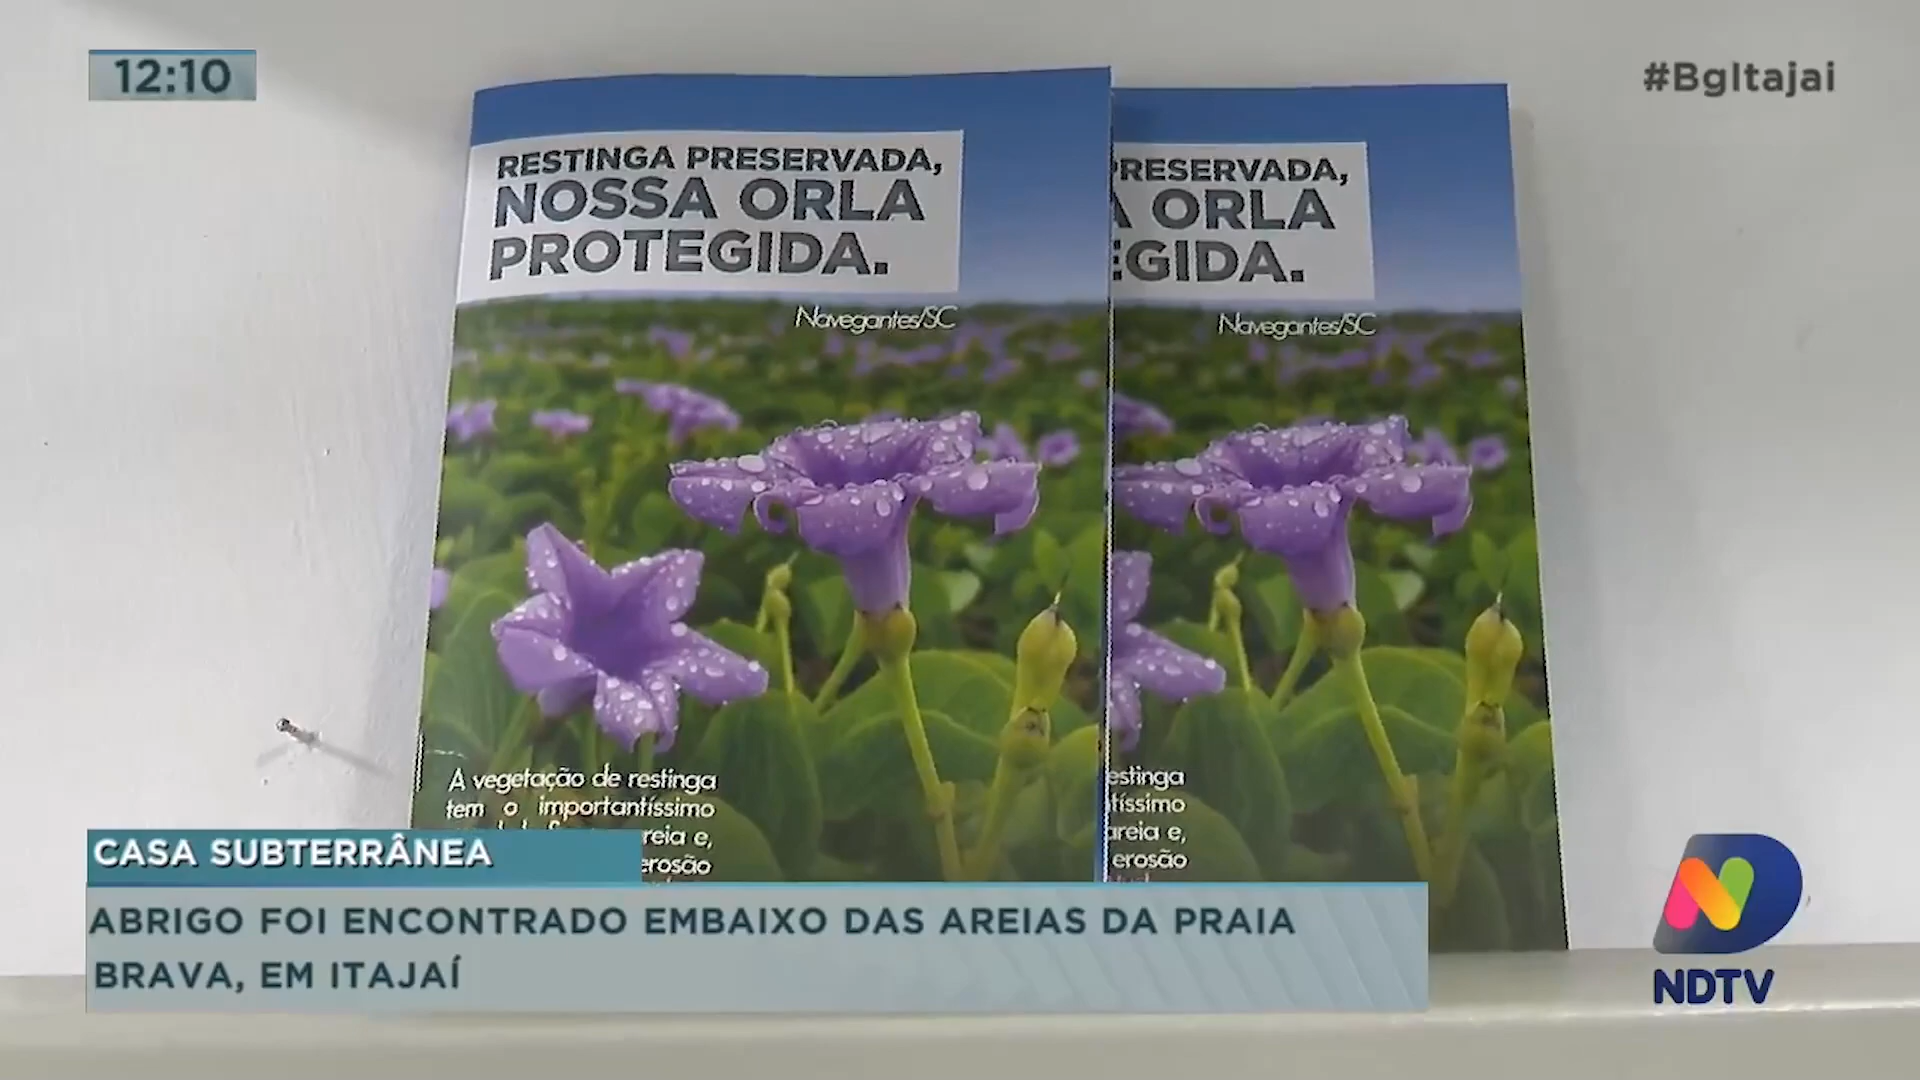 12:10
#BgItajai
RESTINGA PRESERVADA,
NOSSA ORLA
PROTEGIDA.
Navegantes/SC
A vegetação de restinga
tem o importantíssimo
reia e,
erosão
PRESERVADA,
A ORLA
EGIDA.
Navegantes/SC
estinga
tíssimo
areia e,
erosão
CASA SUBTERRÂNEA
ABRIGO FOI ENCONTRADO EMBAIXO DAS AREIAS DA PRAIA
BRAVA, EM ITAJAÍ
NDTV